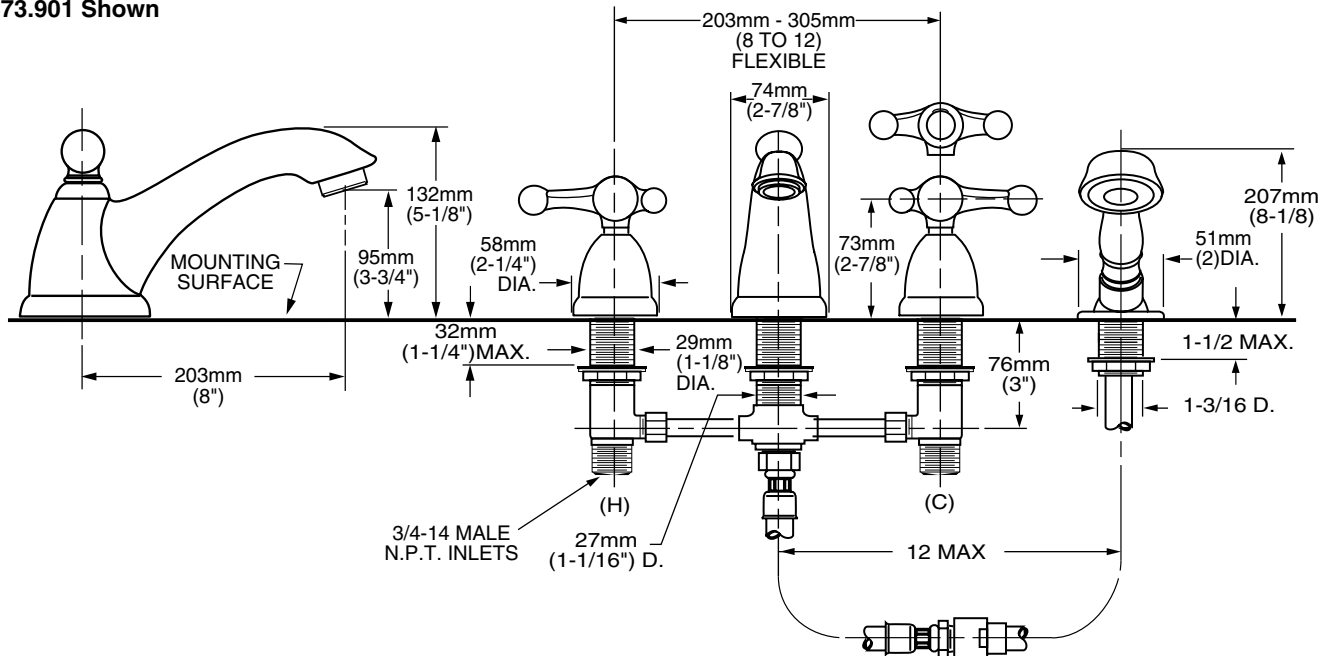 73.901 Shown
203mm - 305mm
(8 TO 12)
FLEXIBLE
74mm
(2-7/8")
132mm
(5-1/8")
95mm
(3-3/4")
MOUNTING
SURFACE
58mm
(2-1/4")
DIA.
73mm
(2-7/8")
207mm
(8-1/8)
51mm
(2)DIA.
32mm
(1-1/4")MAX.
29mm
(1-1/8")
DIA.
76mm
(3")
1-1/2 MAX.
203mm
(8")
1-3/16 D.
(H)
(C)
3/4-14 MALE
N.P.T. INLETS
27mm
(1-1/16") D.
12 MAX